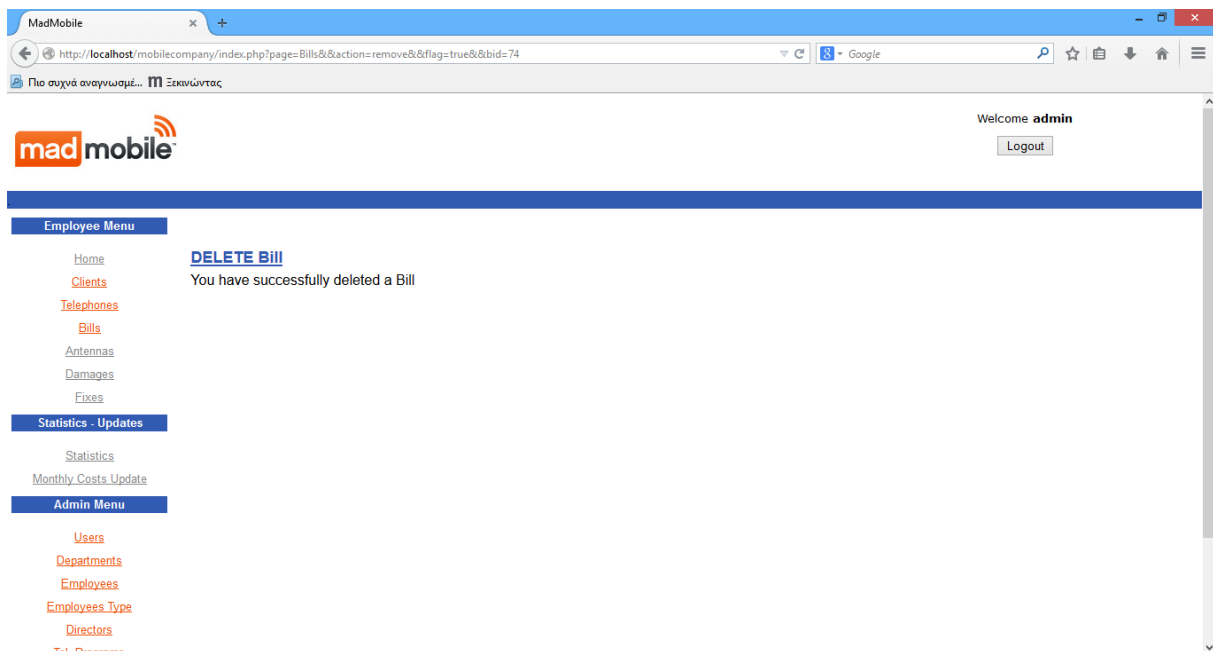 MadMobile
http://localhost/mobilecompany/index.php?page=Bills&&action=remove&&flag=true&&bid=74
Google
Πιο συχνά αναγνωσμέ... Ξεκινώντας
mad mobile
Welcome admin
Logout
Employee Menu
Home
Clients
Telephones
Bills
Antennas
Damages
Fixes
DELETE Bill
You have successfully deleted a Bill
Statistics - Updates
Statistics
Monthly Costs Update
Admin Menu
Users
Departments
Employees
Employees Type
Directors